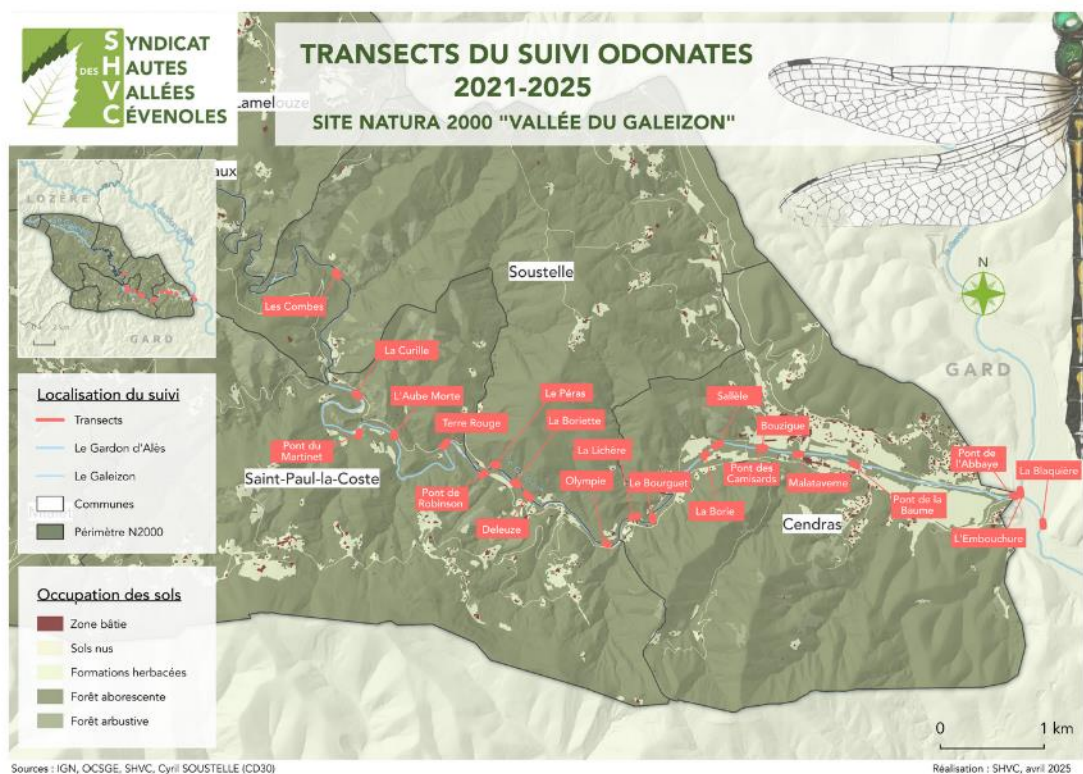 SYNDICAT
DES HAUTES
VALLÉES
CÉVENOLES
TRANSECTS DU SUIVI ODONATES
2021-2025
SITE NATURA 2000 "VALLÉE DU GALEIZON"
Lamelouze
aux
LOZÈRE
GARD
Soustelle
N
GARD
Les Combes
La Curille
L'Aube Morte
Pont du
Martinet
Terre Rouge
Le Péras
La Boriette
La Lichère
Olympie
Pont de
Robinson
Deleuze
Le Bourguet
Sallèle
Bouzigue
Pont des
Camisards
Malataverne
La Borie
Pont de la
Baume
Pont de
l'Abbaye
La Blaquière
L'Embouchure
Saint-Paul-la-Coste
Cendras
Localisation du suivi
Transects
Le Gardon d'Alès
Le Galeizon
Communes
Périmètre N2000
Occupation des sols
Zone bâtie
Sols nus
Formations herbacées
Forêt aborescente
Forêt arbustive
0 1 km
Sources : IGN, OCSGE, SHVC, Cyril SOUSTELLE (CD30)
Réalisation : SHVC, avril 2025